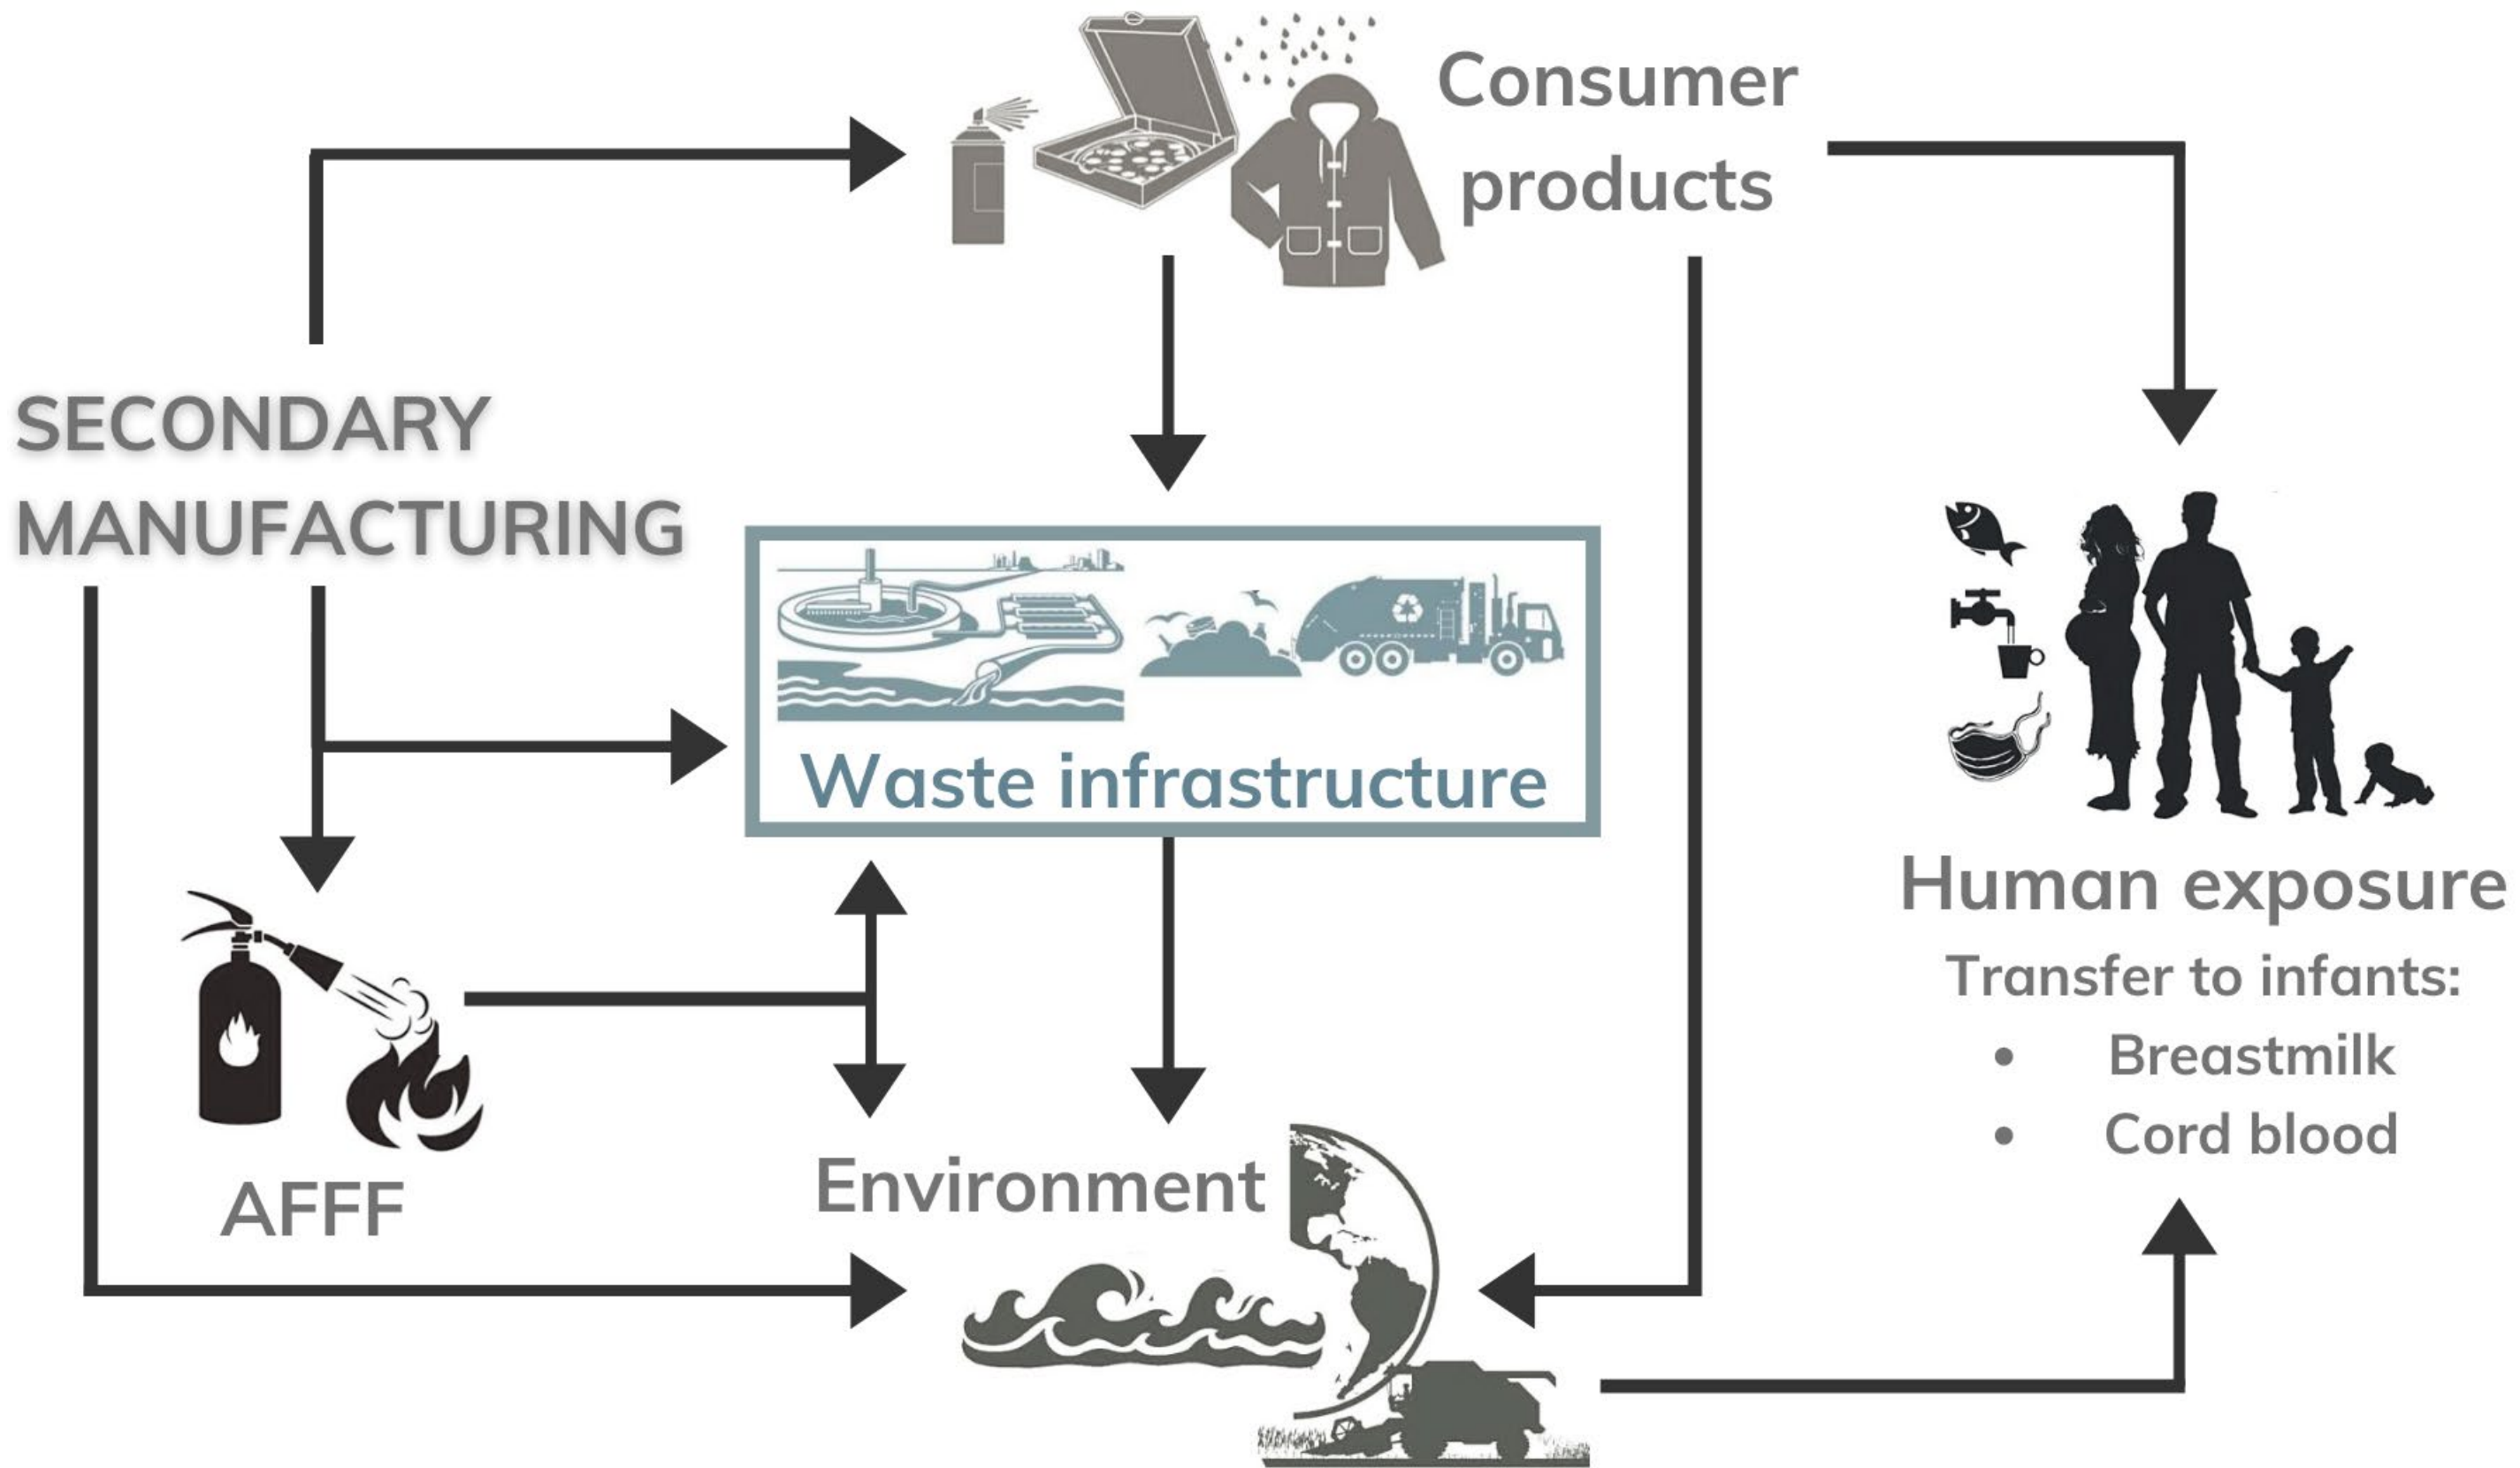 Consumer
products
SECONDARY
MANUFACTURING
Waste infrastructure
Human exposure
Transfer to infants:
• Breastmilk
• Cord blood
AFFF
Environment